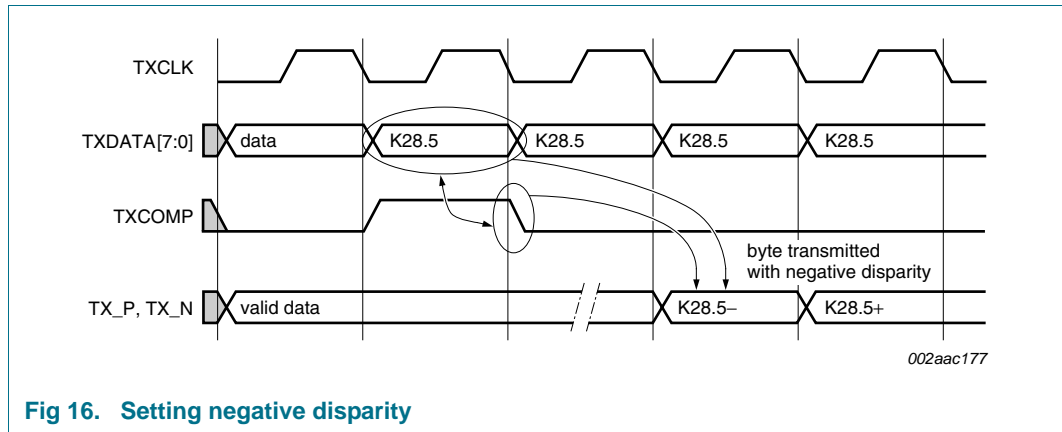 TXCLK
TXDATA[7:0] data K28.5 K28.5 K28.5 K28.5
TXCOMP
byte transmitted
with negative disparity
TX_P, TX_N valid data K28.5− K28.5+
002aac177
Fig 16. Setting negative disparity